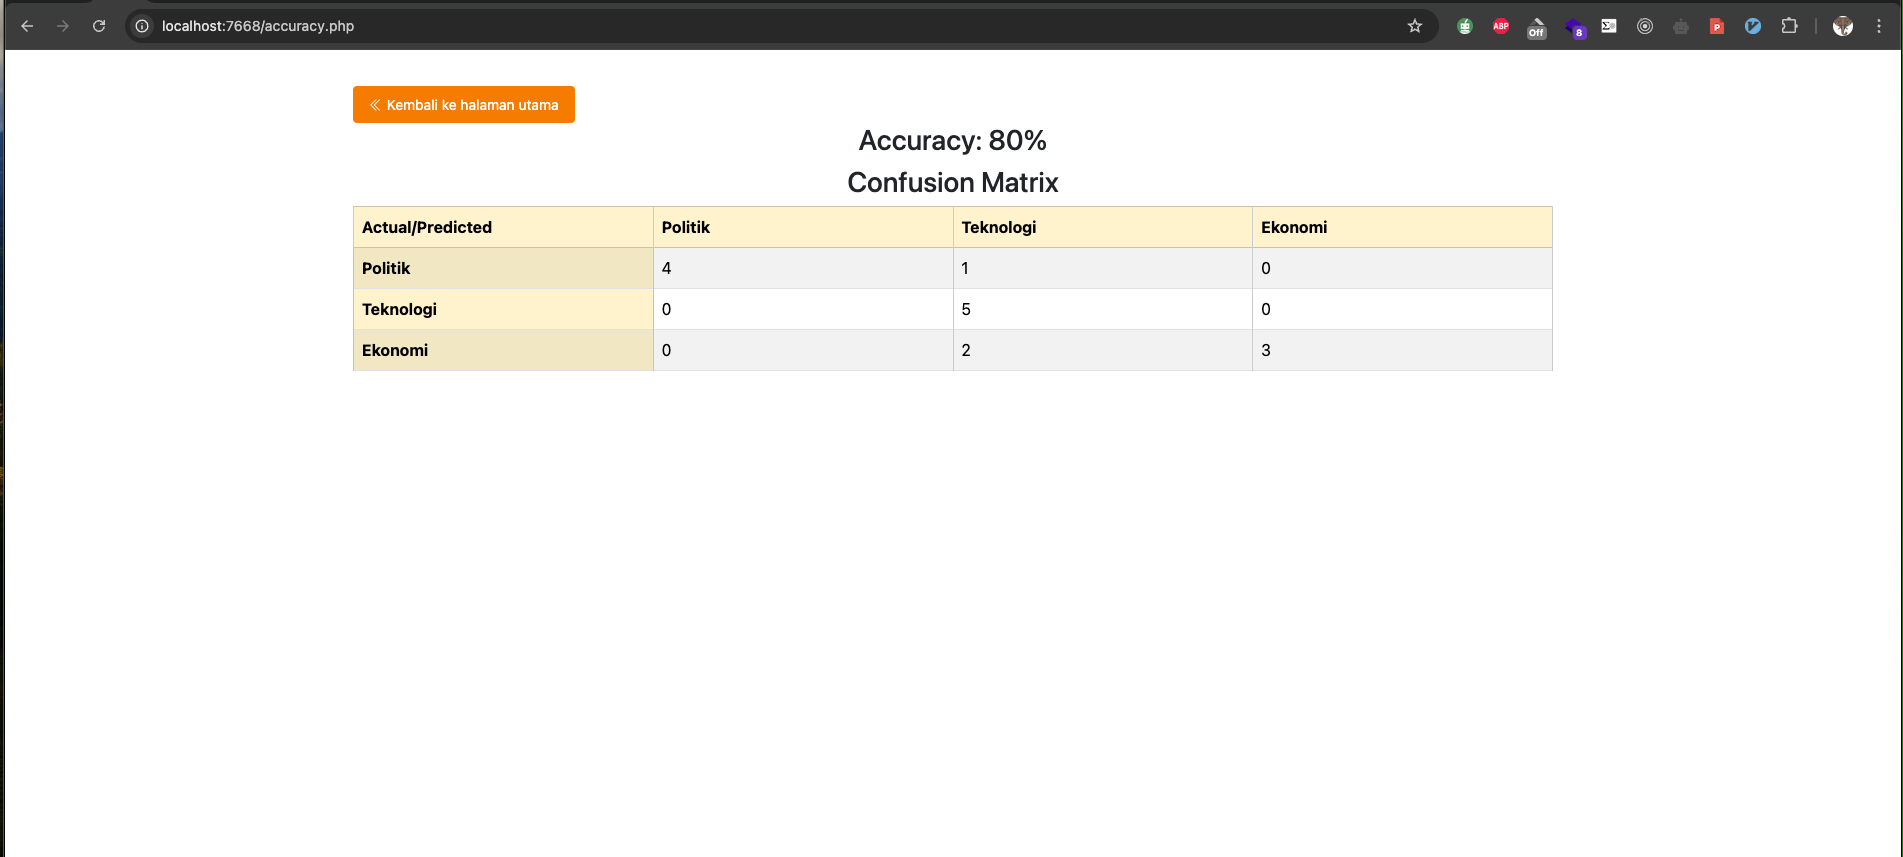 localhost:7668/accuracy.php
ABP
Off
8
P
Kembali ke halaman utama
Accuracy: 80%
Confusion Matrix
Actual/Predicted Politik Teknologi Ekonomi
Politik 4 1 0
Teknologi 0 5 0
Ekonomi 0 2 3